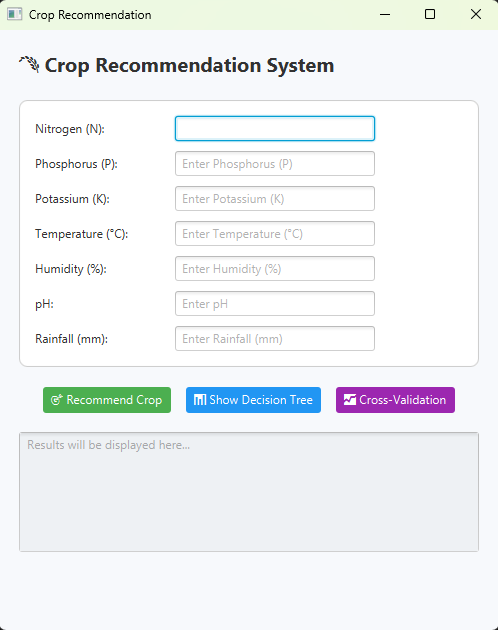 Crop Recommendation
Crop Recommendation System
Nitrogen (N):
Phosphorus (P): Enter Phosphorus (P)
Potassium (K): Enter Potassium (K)
Temperature (°C): Enter Temperature (°C)
Humidity (%): Enter Humidity (%)
pH: Enter pH
Rainfall (mm): Enter Rainfall (mm)
Recommend Crop Show Decision Tree Cross-Validation
Results will be displayed here...